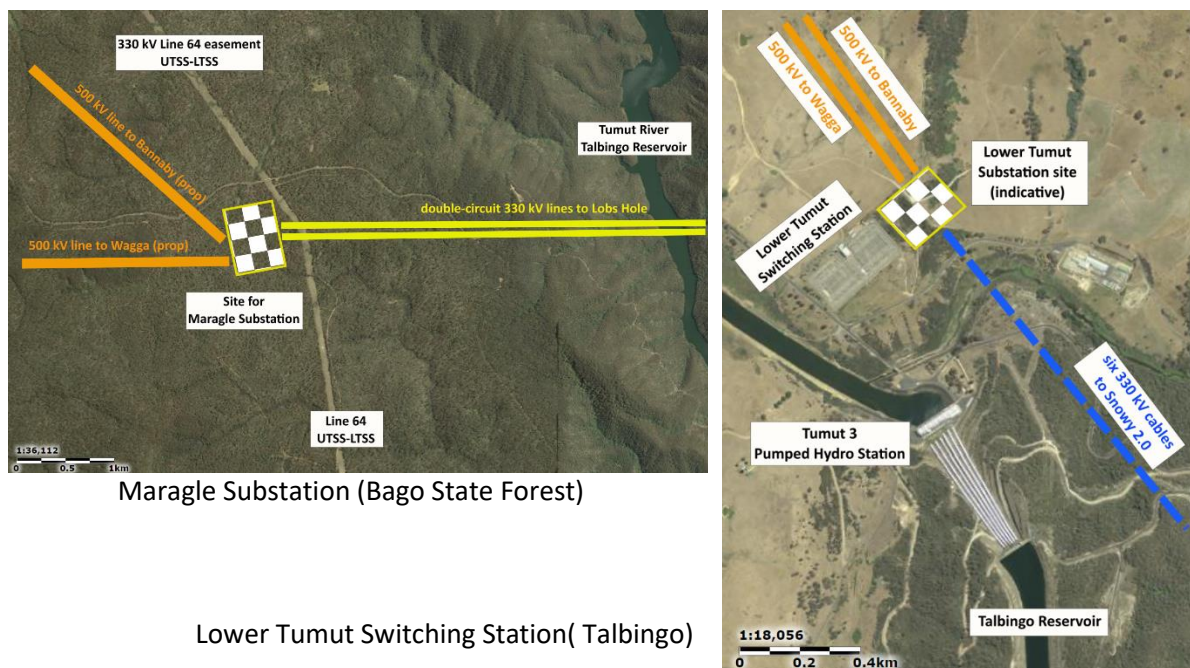 330 kV Line 64 easement
UTSS-LTSS
500 kV line to Bannaby (prop)
Tumut River
Talbingo Reservoir
double-circuit 330 kV lines to Lobs Hole
500 kV line to Wagga (prop)
Site for
Maragle Substation
Line 64
UTSS-LTSS
1:36,112
0 0.5 1km
Maragle Substation (Bago State Forest)
Lower Tumut Switching Station( Talbingo)
500 kV to Wagga
500 kV to Bannaby
Lower Tumut
Substation site
(indicative)
Lower Tumut
Switching Station
six 330 kV cables
to Snowy 2.0
Tumut 3
Pumped Hydro Station
Talbingo Reservoir
1:18,056
0 0.2 0.4km